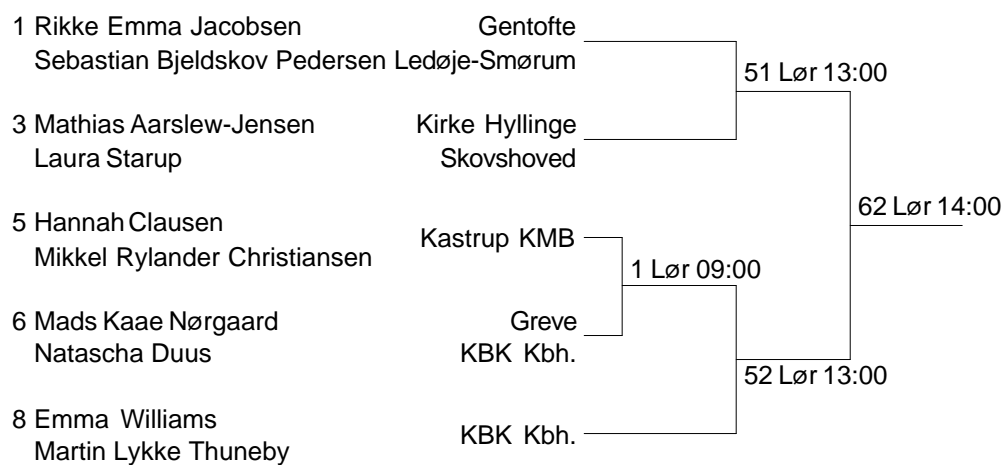 1 Rikke Emma Jacobsen Gentofte
Sebastian Bjeldskov Pedersen Ledøje-Smørum
51 Lør 13:00
3 Mathias Aarslew-Jensen Kirke Hyllinge
Laura Starup Skovshoved
62 Lør 14:00
5 Hannah Clausen
Mikkel Rylander Christiansen Kastrup KMB
1 Lør 09:00
6 Mads Kaae Nørgaard Greve
Natascha Duus KBK Kbh.
52 Lør 13:00
8 Emma Williams
Martin Lykke Thuneby KBK Kbh.